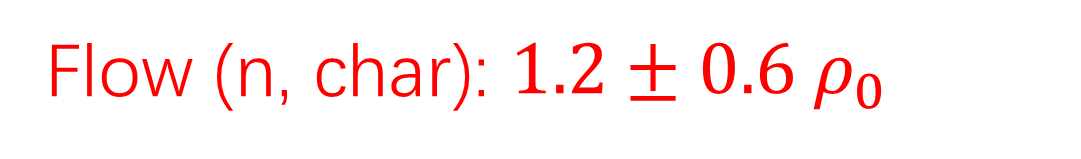 Flow (n, char): 1.2 ± 0.6 ρ₀